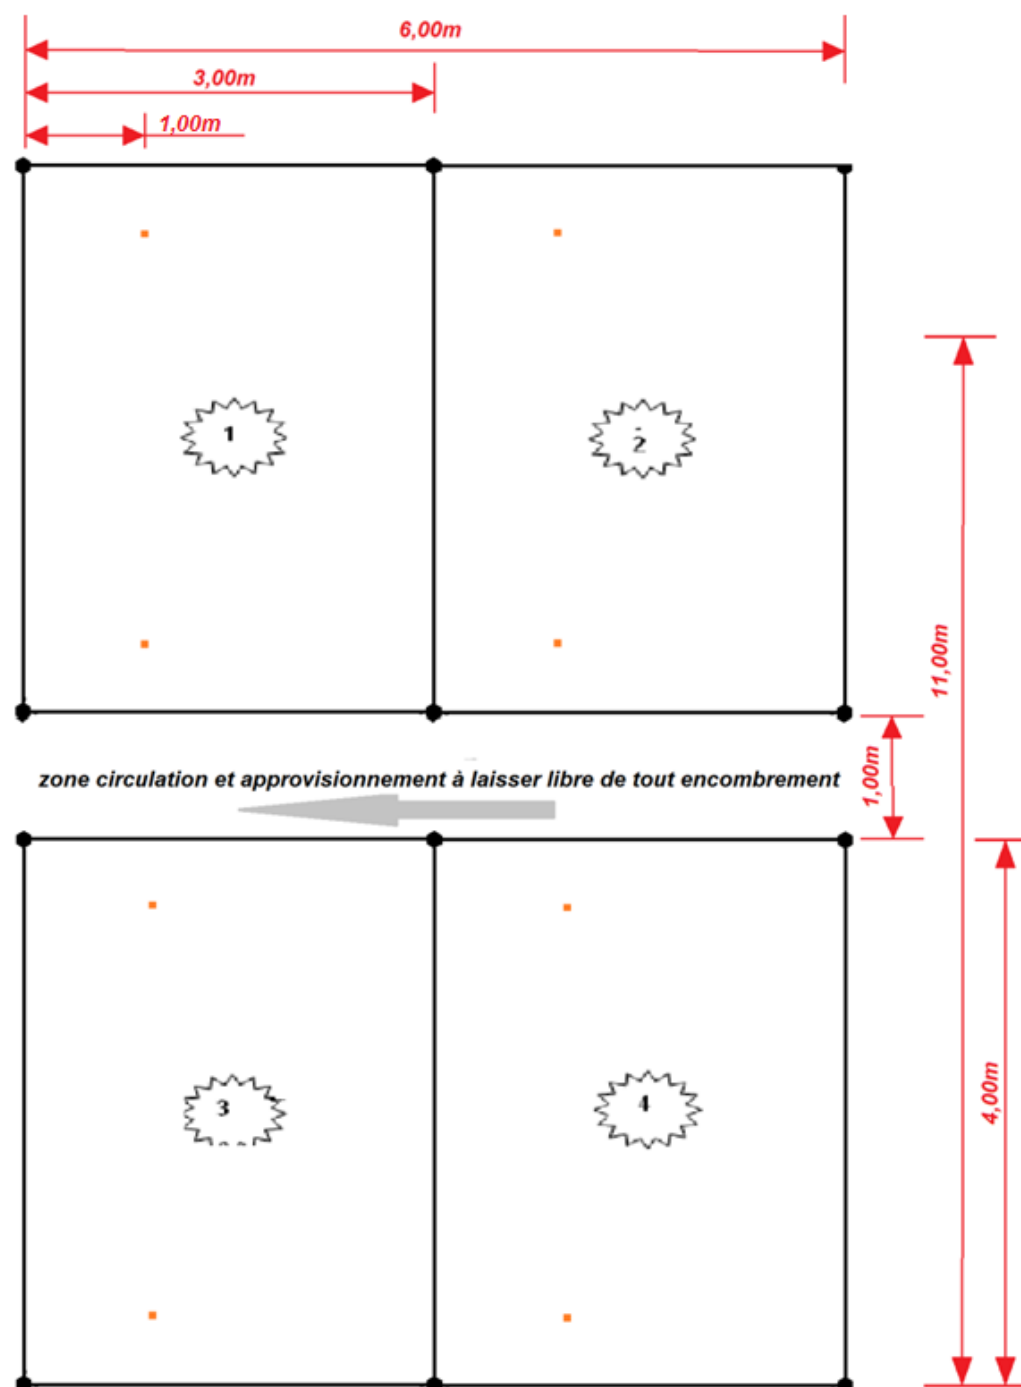 6,00m
3,00m
1,00m
1
2
11,00m
zone circulation et approvisionnement à laisser libre de tout encombrement
1,00m
3
4
4,00m